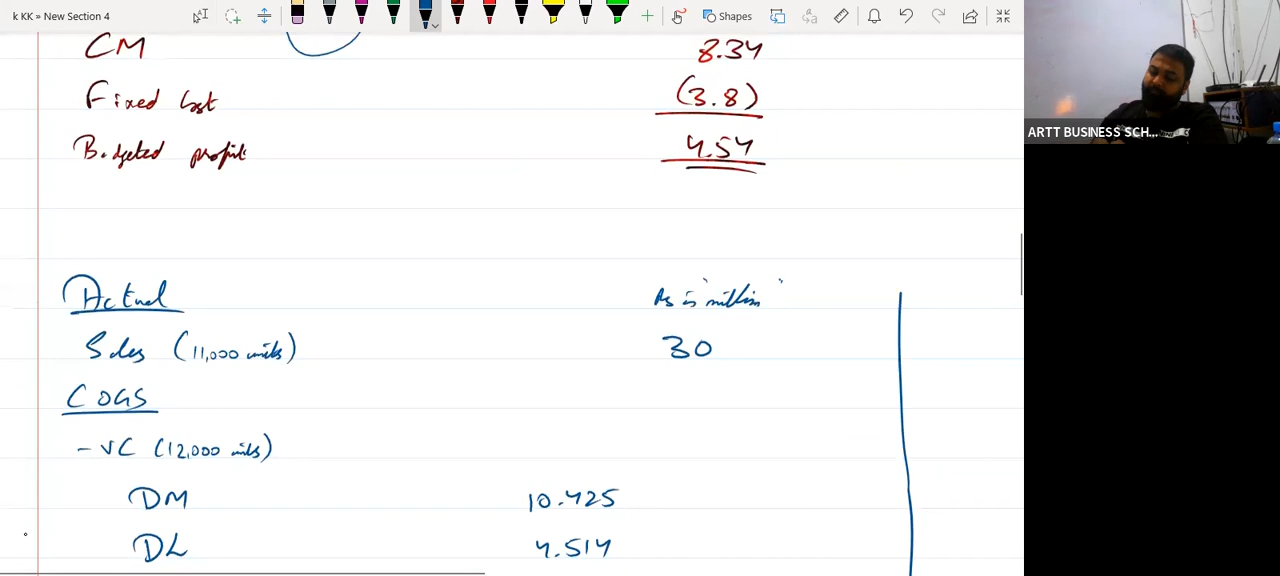 k KK » New Section 4
Shapes
CM 8.34
Fixed Cost (3.8)
Budgeted profit 4.54
ARTT BUSINESS SCH...
Actual Rs in "million"
Sales (11,000 units) 30
COGS
- VC (12,000 units)
DM 10.425
DL 4.514